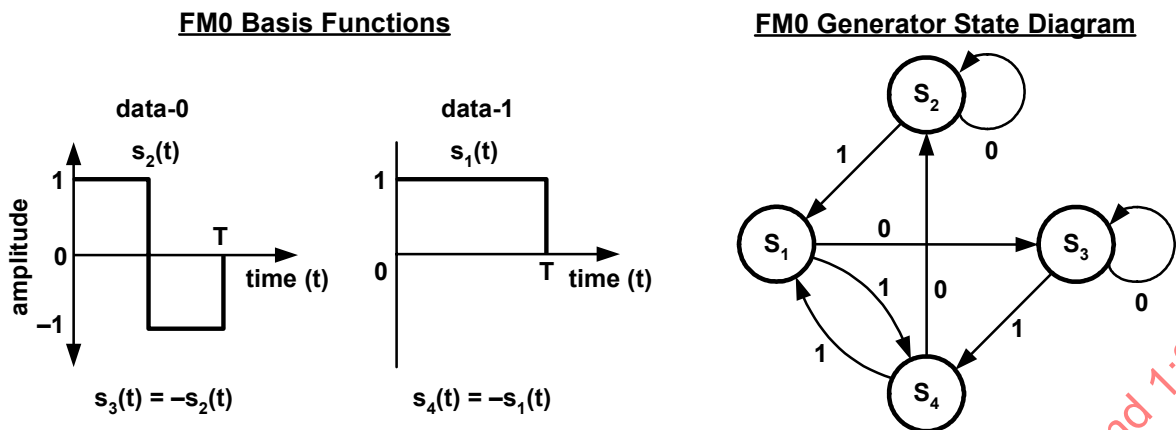 FM0 Basis Functions
data-0
s2(t)
1
0
–1
amplitude
T
time (t)
s3(t) = –s2(t)
data-1
s1(t)
1
0
T
time (t)
s4(t) = –s1(t)
FM0 Generator State Diagram
S2
0
1
S1
0
S3
0
1
1
0
1
S4